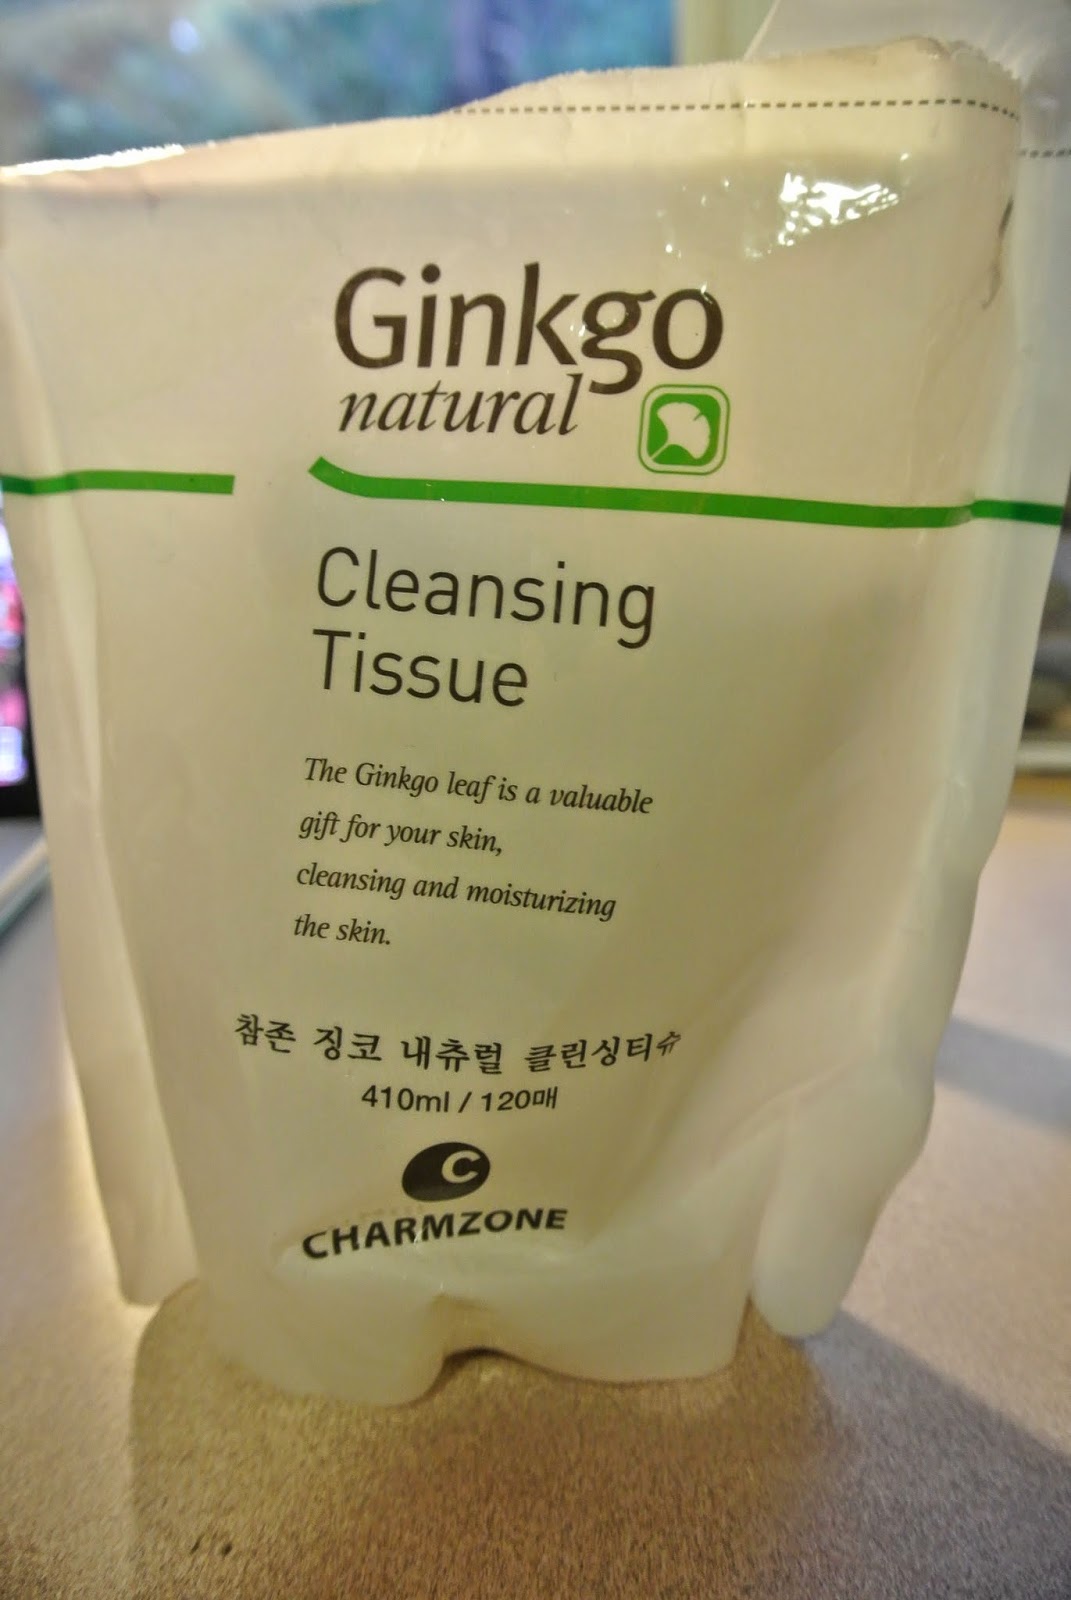 Ginkgo
natural
Cleansing
Tissue
The Ginkgo leaf is a valuable
gift for your skin,
cleansing and moisturizing
the skin.
참존 징코 내츄럴 클린싱티슈
410ml / 120매
C
CHARMZONE